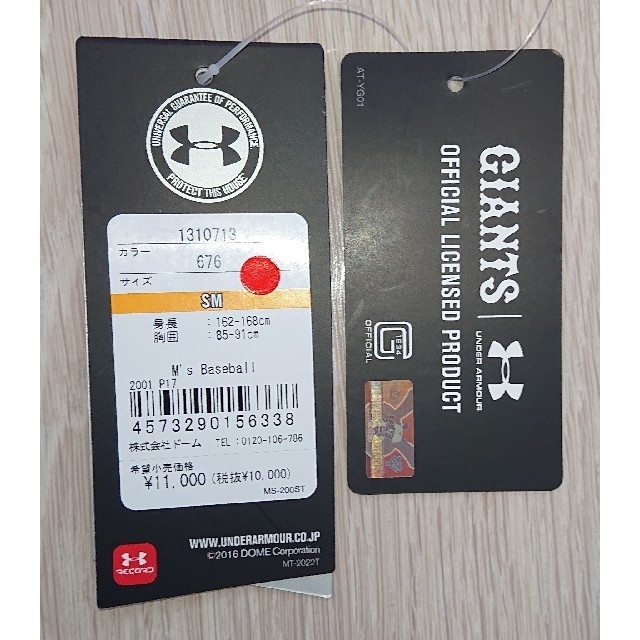 UNIVERSAL GUARANTEE OF PERFORMANCE
PROTECT THIS HOUSE
1310713
カラー
676
サイズ
SM
身長 : 162-168cm
胸囲 : 85-91cm
M's Baseball
2001 P17
4573290156338
株式会社ドーム TEL:0120-106-786
希望小売価格
¥11,000 (税抜¥10,000)
MS-200ST
RECORD
WWW.UNDERARMOUR.CO.JP
©2016 DOME Corporation
MT-2022T
AT-YG01
GIANTS
UNDER ARMOUR
OFFICIAL LICENSED PRODUCT
1934
OFFICIAL